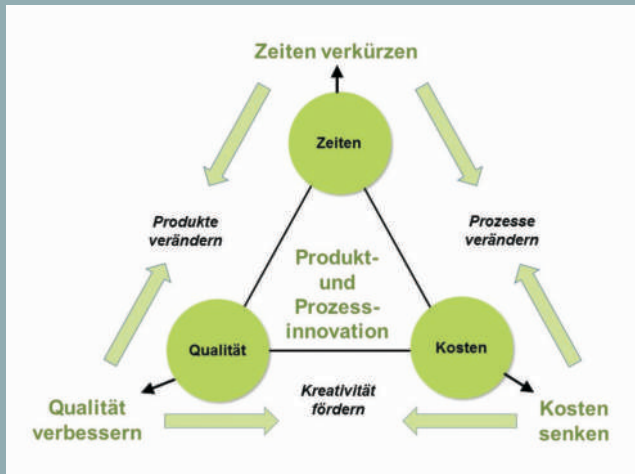 Zeiten verkürzen
Zeiten
Produkte
verändern
Prozesse
verändern
Produkt-
und
Prozess-
innovation
Qualität
Kosten
Kreativität
fördern
Qualität
verbessern
Kosten
senken